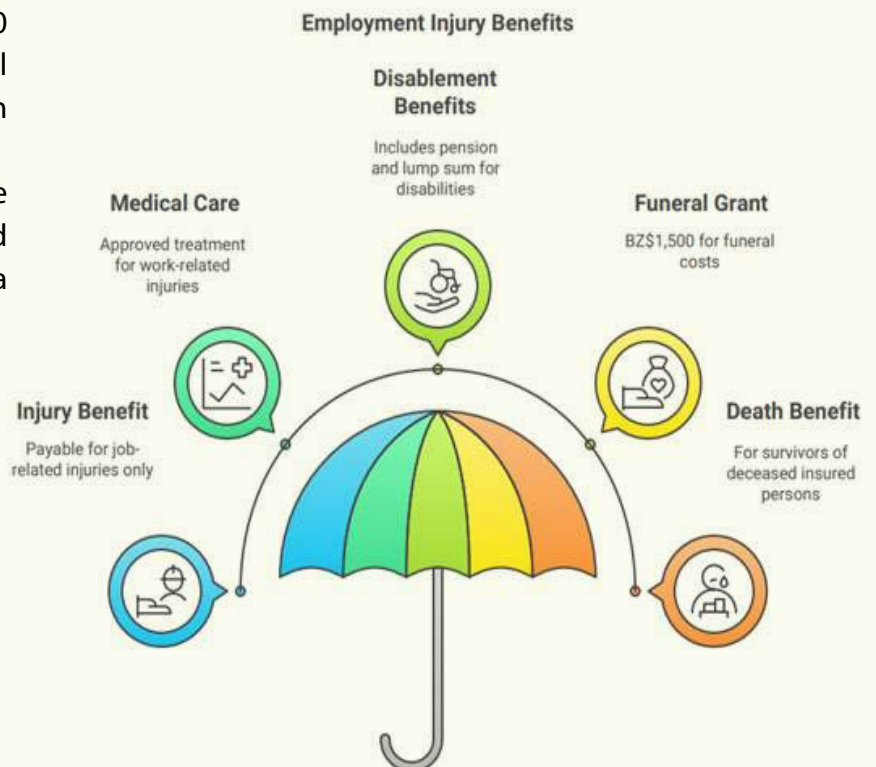 Employment Injury Benefits
Disablement
Benefits
Includes pension
and lump sum for
disabilities
Medical Care
Approved treatment
for work-related
injuries
Funeral Grant
BZ$1,500 for funeral
costs
Injury Benefit
Payable for job-
related injuries only
Death Benefit
For survivors of
deceased insured
persons